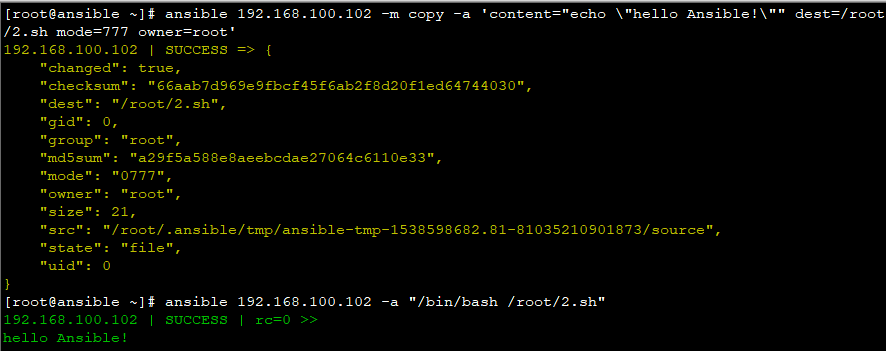 [root@ansible ~]# ansible 192.168.100.102 -m copy -a 'content="echo \"hello Ansible!\"" dest=/root
/2.sh mode=777 owner=root'
192.168.100.102 | SUCCESS => {
    "changed": true,
    "checksum": "66aab7d969e9fbcf45f6ab2f8d20f1ed64744030",
    "dest": "/root/2.sh",
    "gid": 0,
    "group": "root",
    "md5sum": "a29f5a588e8aeebcdae27064c6110e33",
    "mode": "0777",
    "owner": "root",
    "size": 21,
    "src": "/root/.ansible/tmp/ansible-tmp-1538598682.81-81035210901873/source",
    "state": "file",
    "uid": 0
}
[root@ansible ~]# ansible 192.168.100.102 -a "/bin/bash /root/2.sh"
192.168.100.102 | SUCCESS | rc=0 >>
hello Ansible!